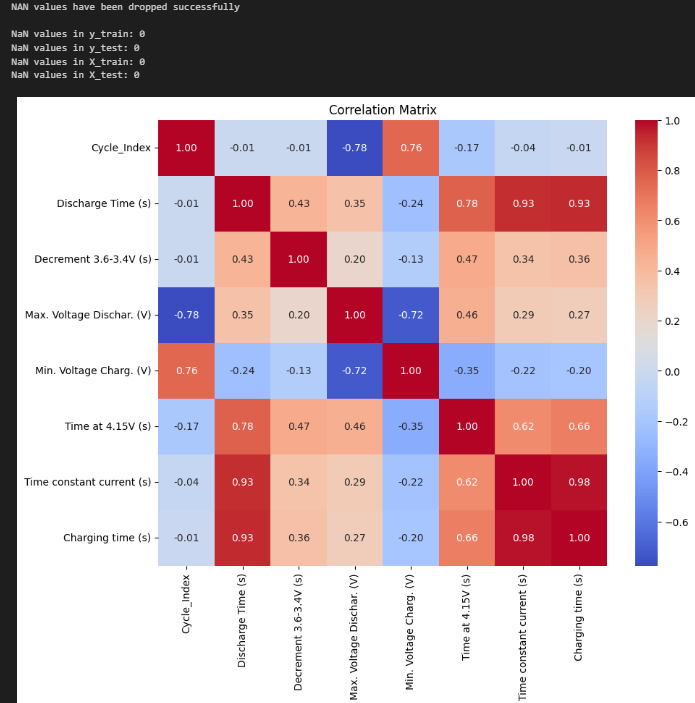 NAN values have been dropped successfully
NaN values in y_train: 0
NaN values in y_test: 0
NaN values in X_train: 0
NaN values in X_test: 0
Correlation Matrix
Cycle_Index 1.00 -0.01 -0.01 -0.78 0.76 -0.17 -0.04 -0.01
Discharge Time (s) -0.01 1.00 0.43 0.35 -0.24 0.78 0.93 0.93
Decrement 3.6-3.4V (s) -0.01 0.43 1.00 0.20 -0.13 0.47 0.34 0.36
Max. Voltage Dischar. (V) -0.78 0.35 0.20 1.00 -0.72 0.46 0.29 0.27
Min. Voltage Charg. (V) 0.76 -0.24 -0.13 -0.72 1.00 -0.35 -0.22 -0.20
Time at 4.15V (s) -0.17 0.78 0.47 0.46 -0.35 1.00 0.62 0.66
Time constant current (s) -0.04 0.93 0.34 0.29 -0.22 0.62 1.00 0.98
Charging time (s) -0.01 0.93 0.36 0.27 -0.20 0.66 0.98 1.00
Cycle_Index
Discharge Time (s)
Decrement 3.6-3.4V (s)
Max. Voltage Dischar. (V)
Min. Voltage Charg. (V)
Time at 4.15V (s)
Time constant current (s)
Charging time (s)
1.0
0.8
0.6
0.4
0.2
0.0
−0.2
−0.4
−0.6